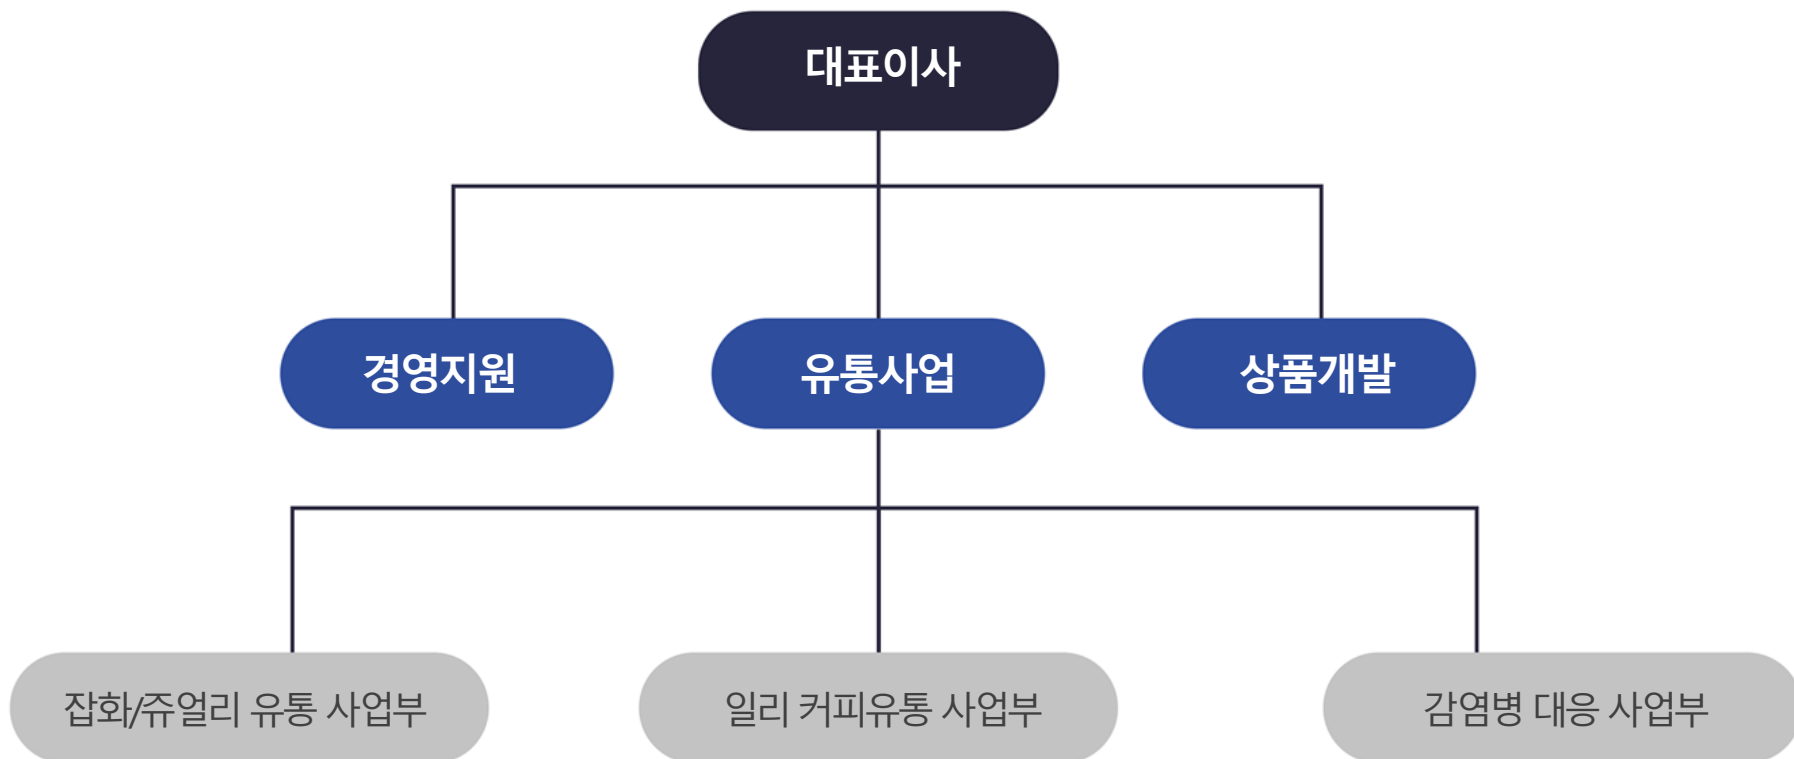 대표이사
경영지원
유통사업
상품개발
잡화/쥬얼리 유통 사업부
일리 커피유통 사업부
감염병 대응 사업부